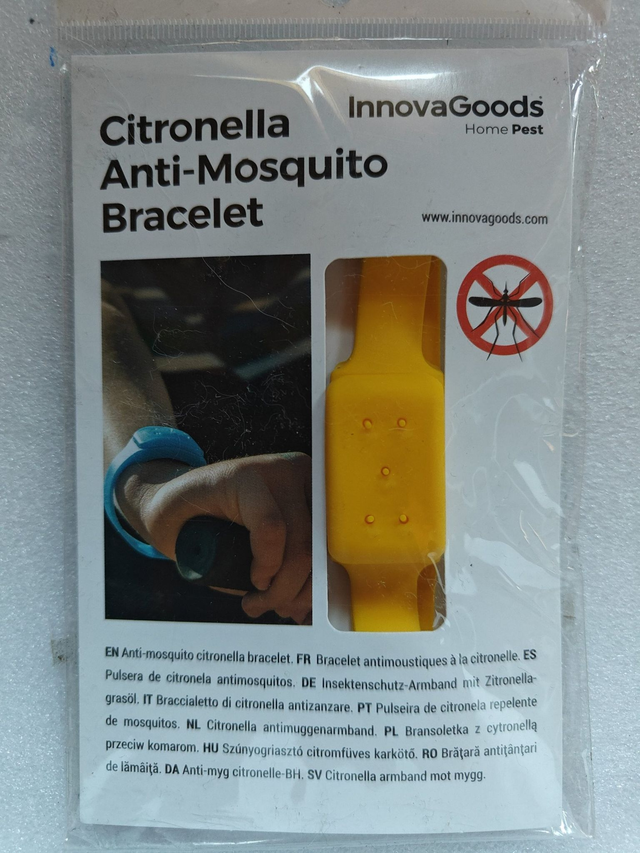 Citronella
Anti-Mosquito
Bracelet
InnovaGoods
Home Pest
www.innovagoods.com
EN Anti-mosquito citronella bracelet. FR Bracelet antimoustiques à la citronelle. ES
Pulsera de citronela antimosquitos. DE Insektenschutz-Armband mit Zitronella-
grasöl. IT Braccialetto di citronella antizanzare. PT Pulseira de citronela repelente
de mosquitos. NL Citronella antimuggenarmband. PL Bransoletka z cytronellą
przeciw komarom. HU Szúnyogriasztó citromfüves karkötő. RO Brăţară antiţânţari
de lămâiţă. DA Anti-myg citronelle-BH. SV Citronella armband mot mygg.